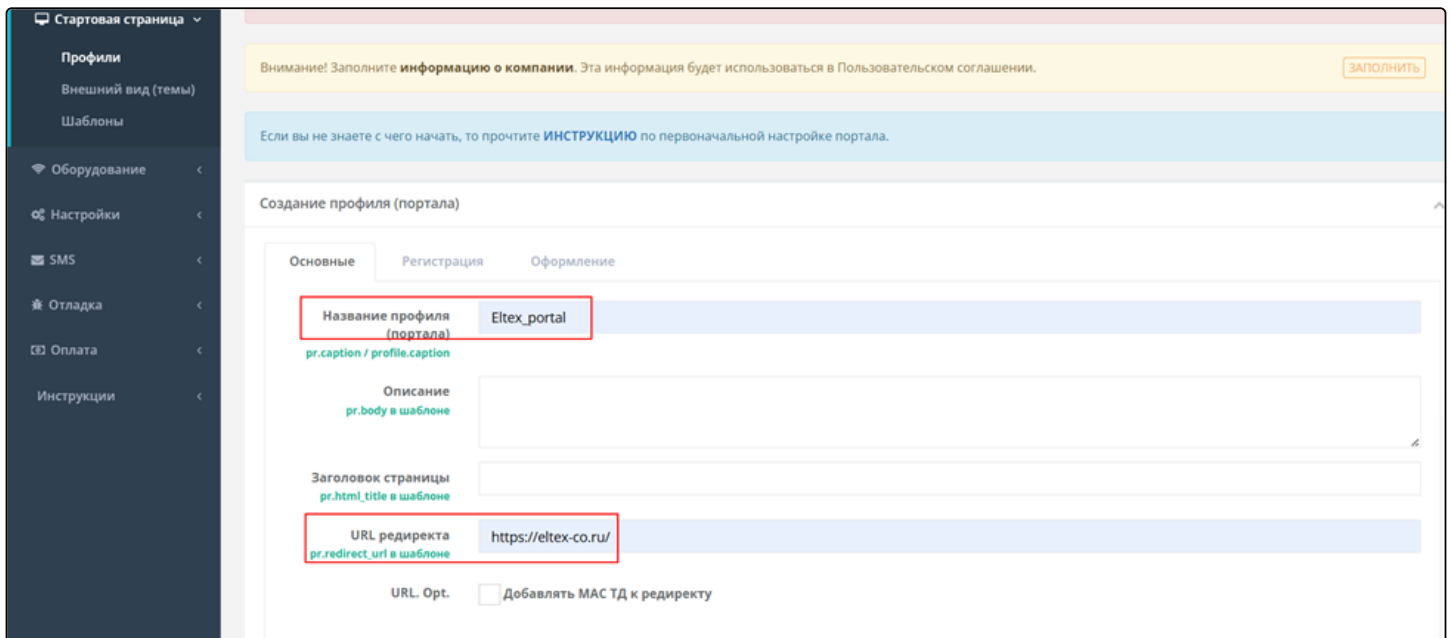 Стартовая страница
Профили
Внешний вид (темы)
Шаблоны
Оборудование
Настройки
SMS
Отладка
Оплата
Инструкции
Внимание! Заполните информацию о компании. Эта информация будет использоваться в Пользовательском соглашении.
ЗАПОЛНИТЬ
Если вы не знаете с чего начать, то прочтите ИНСТРУКЦИЮ по первоначальной настройке портала.
Создание профиля (портала)
Основные Регистрация Оформление
Название профиля Eltex_portal
(портала)
pr.caption / profile.caption
Описание
pr.body в шаблоне
Заголовок страницы
pr.html_title в шаблоне
URL редиректа https://eltex-co.ru/
pr.redirect_url в шаблоне
URL. Opt. Добавлять MAC ТД к редиректу